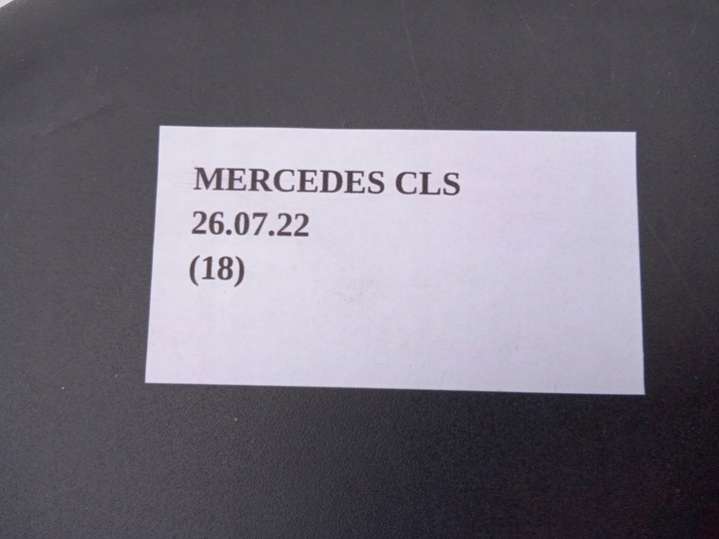 MERCEDES CLS
26.07.22
(18)